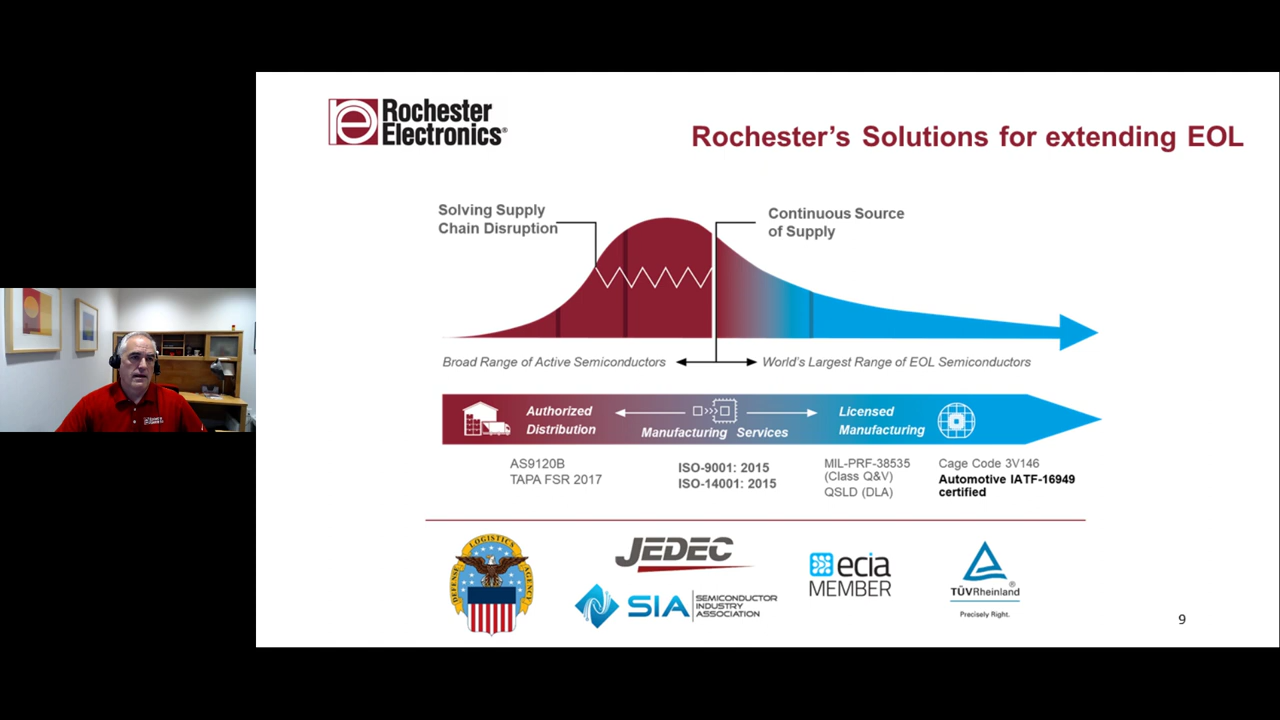 Rochester
Electronics®
Rochester's Solutions for extending EOL
Solving Supply
Chain Disruption
Continuous Source
of Supply
Broad Range of Active Semiconductors
World's Largest Range of EOL Semiconductors
Authorized
Distribution
Manufacturing Services
Licensed
Manufacturing
AS9120B
TAPA FSR 2017
ISO-9001: 2015
ISO-14001: 2015
MIL-PRF-38535
(Class Q&V)
QSLD (DLA)
Cage Code 3V146
Automotive IATF-16949
certified
DEFENSE LOGISTICS AGENCY
JEDEC
SIA
SEMICONDUCTOR
INDUSTRY
ASSOCIATION
ecia
MEMBER
TÜVRheinland®
Precisely Right.
9